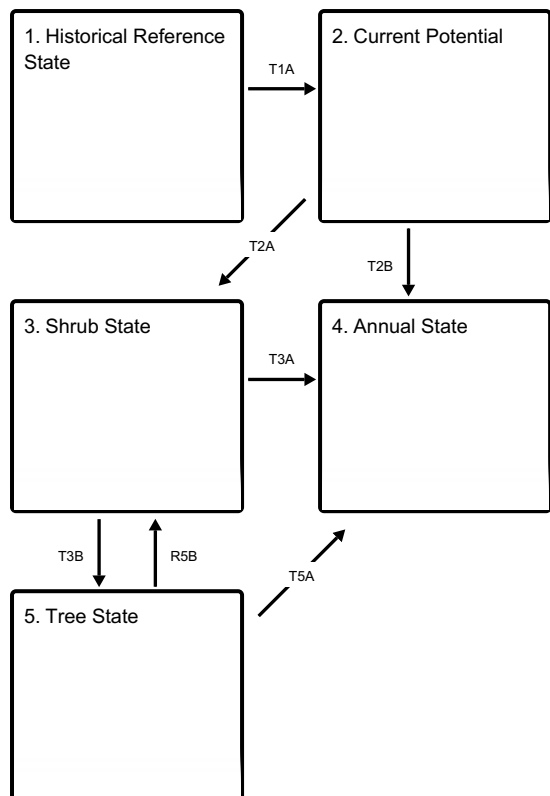 1. Historical Reference
State
2. Current Potential
T1A
T2A
T2B
3. Shrub State
4. Annual State
T3A
T3B
R5B
T5A
5. Tree State